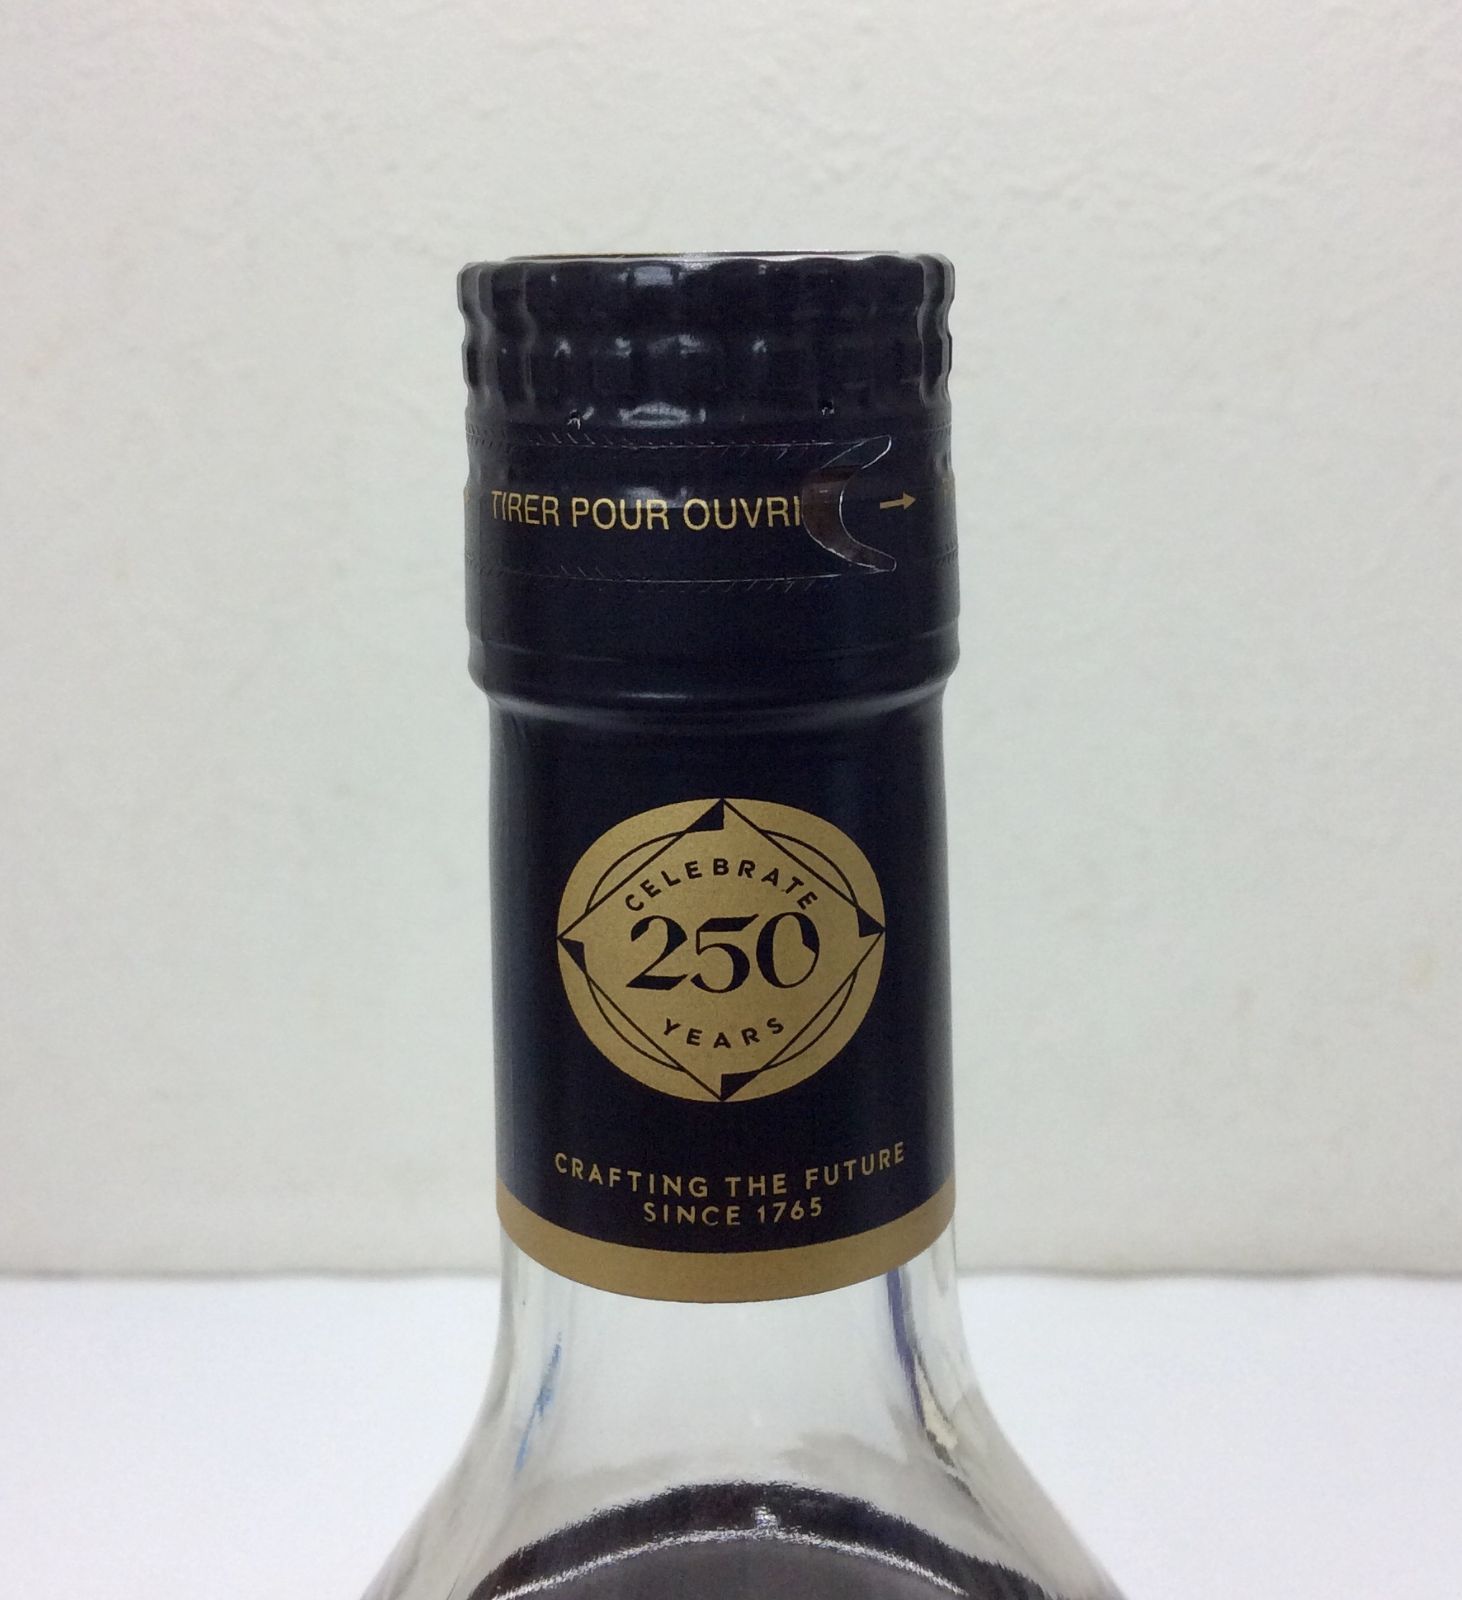 TIRER POUR OUVRI →
CELEBRATE
250
YEARS
CRAFTING THE FUTURE
SINCE 1765